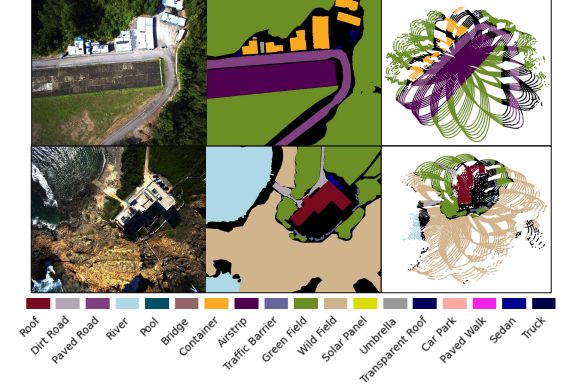 Roof
Dirt Road
Paved Road
River
Pool
Bridge
Container
Airstrip
Traffic Barrier
Green Field
Wild Field
Solar Panel
Umbrella
Transparent Roof
Car Park
Paved Walk
Sedan
Truck